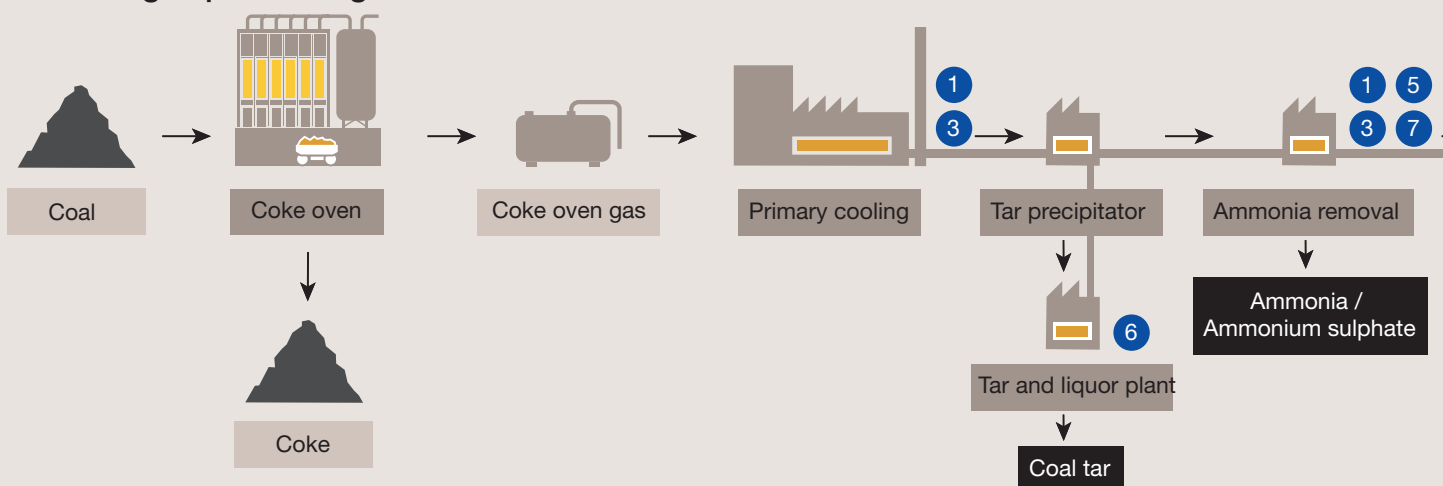 1
1
5
3
3
7
Coal
Coke oven
Coke oven gas
Primary cooling
Tar precipitator
Ammonia removal
Ammonia /
Ammonium sulphate
6
Tar and liquor plant
Coke
Coal tar